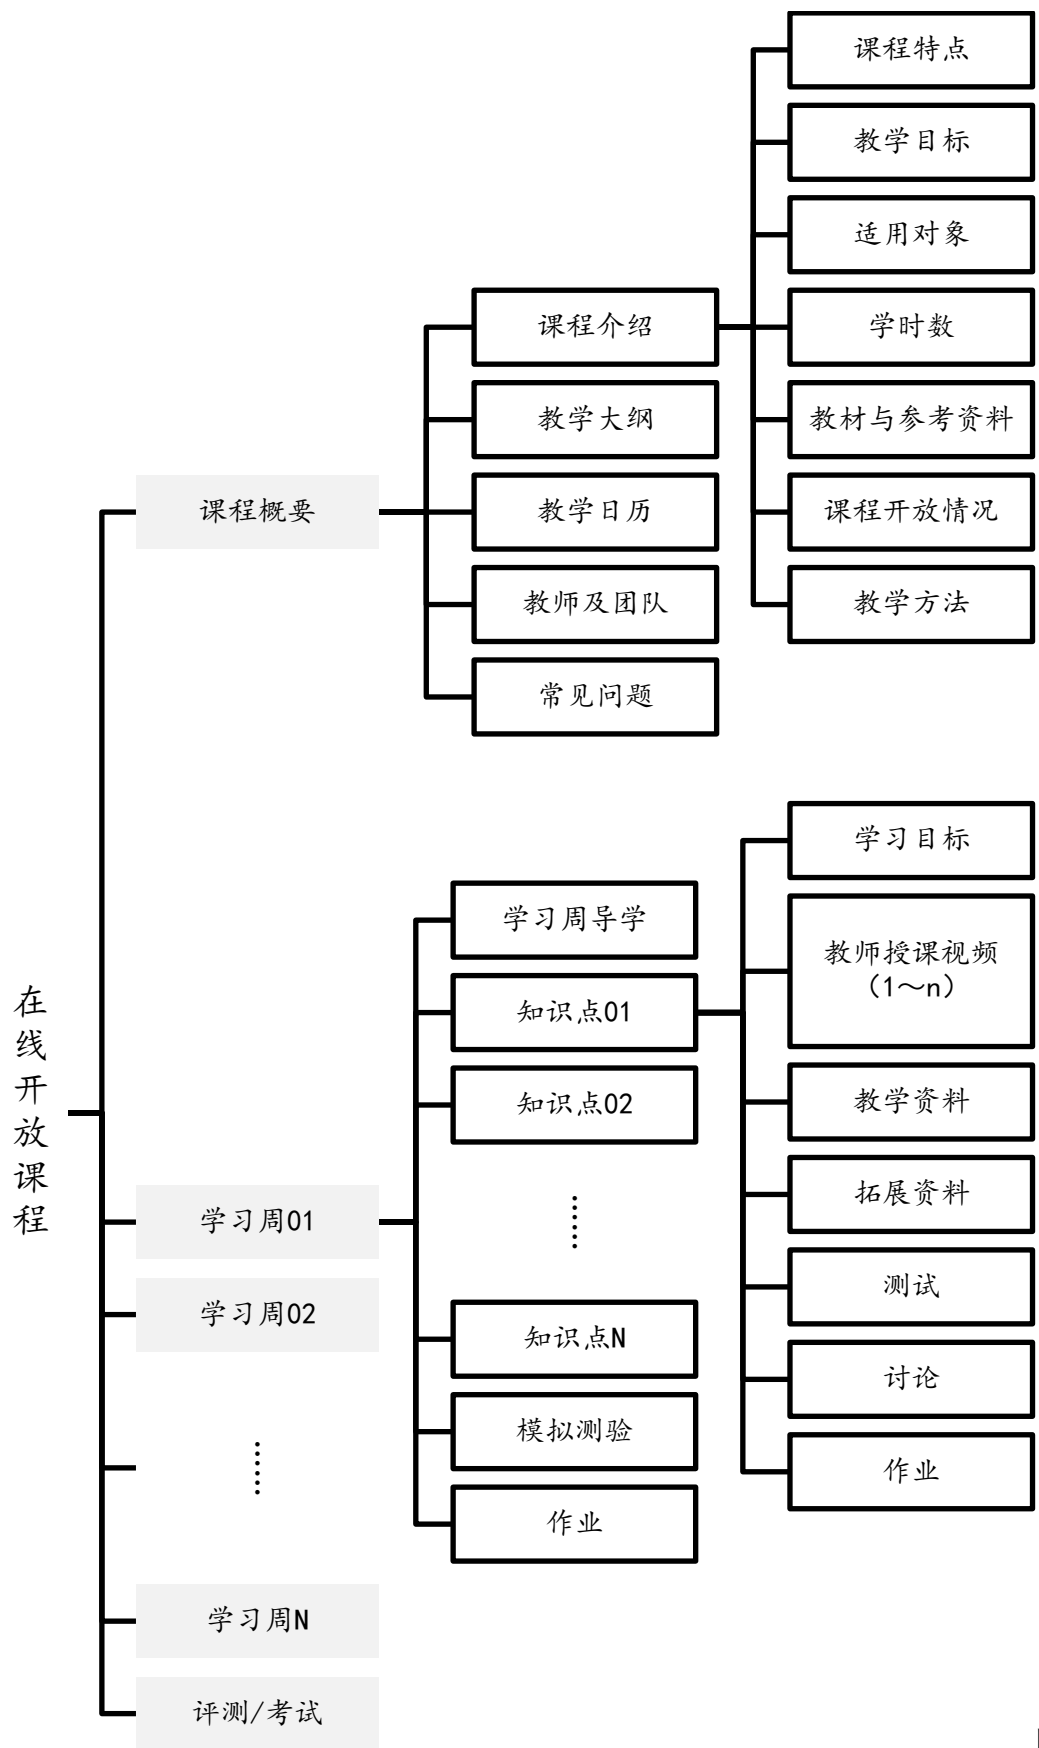 在线开放课程
课程概要
课程介绍
课程特点
教学目标
适用对象
学时数
教材与参考资料
课程开放情况
教学方法
教学大纲
教学日历
教师及团队
常见问题
学习周01
学习周导学
知识点01
学习目标
教师授课视频
（1～n）
教学资料
拓展资料
测试
讨论
作业
知识点02
……
知识点N
模拟测验
作业
学习周02
……
学习周N
评测/考试